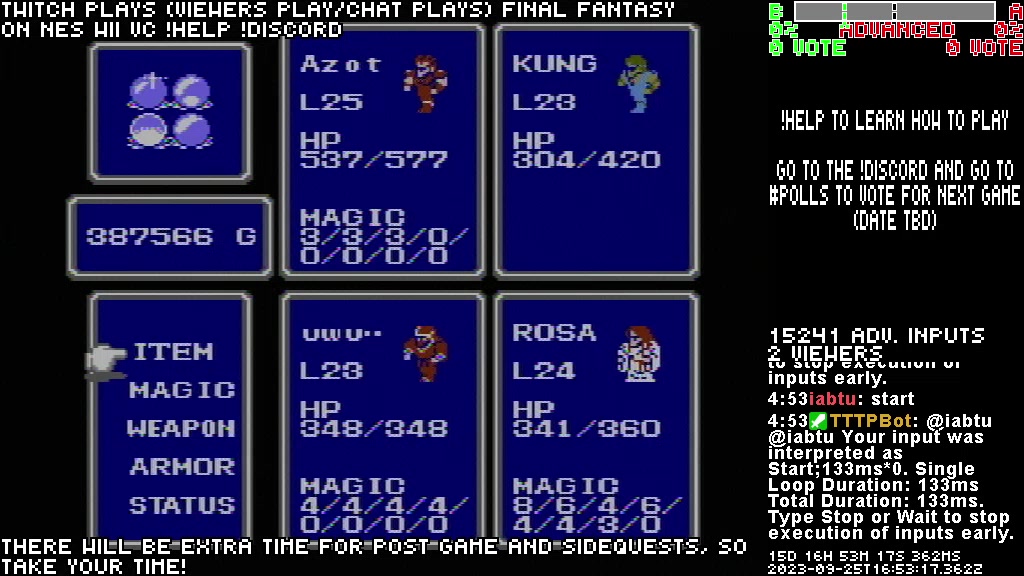 TWITCH PLAYS (VIEWERS PLAY/CHAT PLAYS) FINAL FANTASY
ON NES WII VC !HELP !DISCORD
B
A
0%
ADVANCED
0%
0 VOTE
0 VOTE
!HELP TO LEARN HOW TO PLAY
GO TO THE !DISCORD AND GO TO
#POLLS TO VOTE FOR NEXT GAME
(DATE TBD)
387566 G
ITEM
MAGIC
WEAPON
ARMOR
STATUS
Azot
L25
HP
537/577
MAGIC
3/3/3/0/
0/0/0/0
KUNG
L23
HP
304/420
uwu··
L23
HP
348/348
MAGIC
4/4/4/4/
0/0/0/0
ROSA
L24
HP
341/360
MAGIC
8/6/4/6/
4/4/3/0
15241 ADV. INPUTS
2 VIEWERS
to stop execution of
inputs early.
4:53 iabtu: start
4:53 TTTPBot: @iabtu
@iabtu Your input was
interpreted as
Start;133ms*0. Single
Loop Duration: 133ms
Total Duration: 133ms.
Type Stop or Wait to stop
execution of inputs early.
15D 16H 53M 17S 362MS
2023-09-25T16:53:17.362Z
THERE WILL BE EXTRA TIME FOR POST GAME AND SIDEQUESTS, SO
TAKE YOUR TIME!